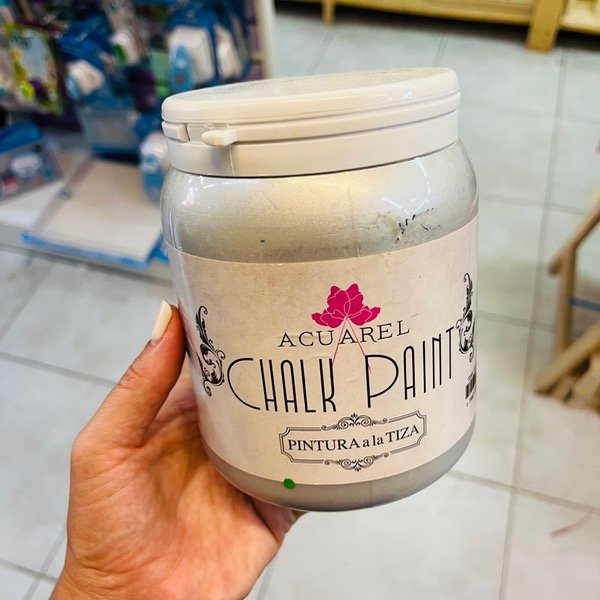 ACUAREL
CHALK PAINT
PINTURA a la TIZA